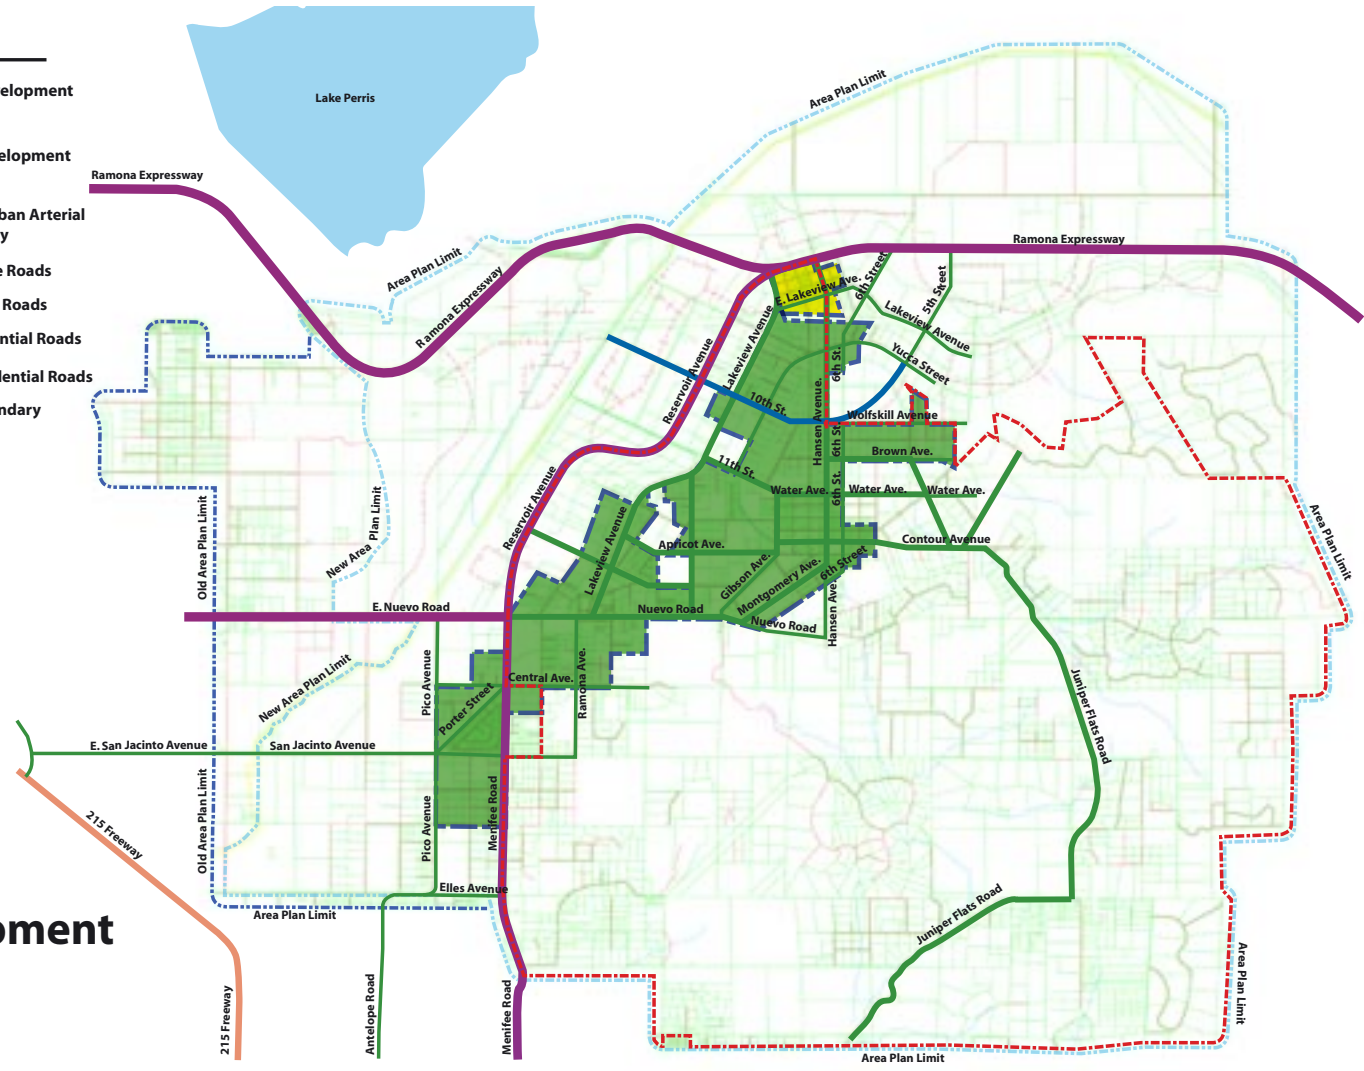 elopment
elopment
ban Arterial
y
e Roads
Roads
ntial Roads
dential Roads
ndary
pment
Lake Perris
Ramona Expressway
Area Plan Limit
Area Plan Limit
Ramona Expressway
Ramona Expressway
E. Lakeview Ave.
6th Street
5th Street
Lakeview Avenue
Yucca Street
Reservoir Avenue
Lakeview Avenue
6th St.
10th St.
Hansen Avenue.
Wolfskill Avenue
6th St.
Brown Ave.
11th St.
Water Ave.
6th St.
Water Ave.
Water Ave.
Reservoir Avenue
Lakeview Avenue
Apricot Ave.
Contour Avenue
Gibson Ave.
Montgomery Ave.
6th Street
Hansen Ave.
Old Area Plan Limit
New Area Plan Limit
Area Plan Limit
E. Nuevo Road
Nuevo Road
Nuevo Road
New Area Plan Limit
Pico Avenue
Porter Street
Central Ave.
Ramona Ave.
Juniper Flats Road
E. San Jacinto Avenue
San Jacinto Avenue
Old Area Plan Limit
215 Freeway
Pico Avenue
Menifee Road
Elles Avenue
Area Plan Limit
Juniper Flats Road
Area Plan Limit
215 Freeway
Antelope Road
Menifee Road
Area Plan Limit